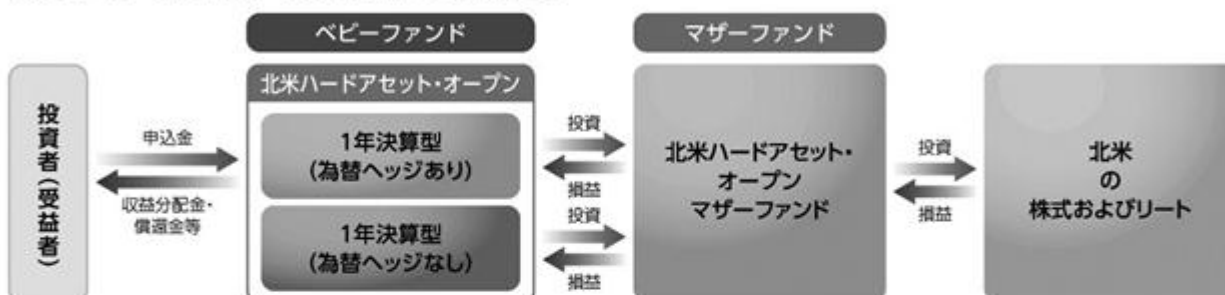 ベビーファンド
マザーファンド
投資者(受益者)
申込金
収益分配金・
償還金等
北米ハードアセット・オープン
1年決算型
(為替ヘッジあり)
1年決算型
(為替ヘッジなし)
投資
損益
投資
損益
北米ハードアセット・
オープン
マザーファンド
投資
損益
北米
の
株式およびリート